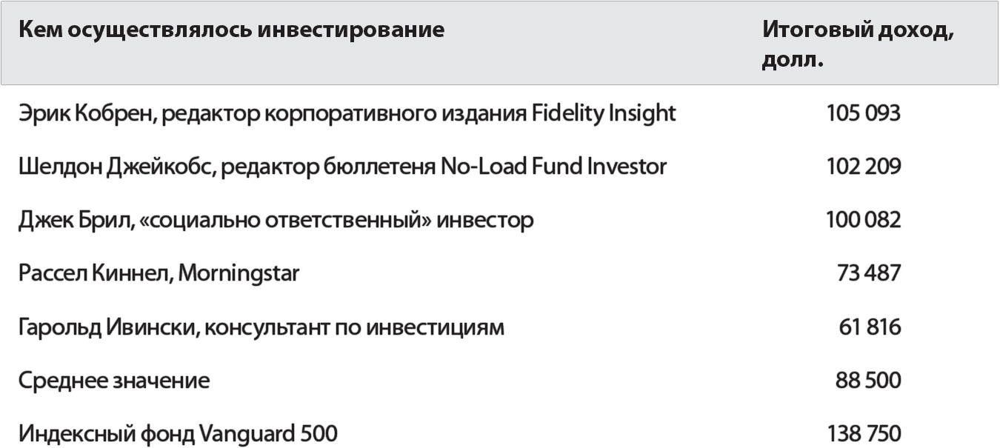 Кем осуществлялось инвестирование Итоговый доход,
долл.
Эрик Кобрен, редактор корпоративного издания Fidelity Insight 105 093
Шелдон Джейкобс, редактор бюллетеня No-Load Fund Investor 102 209
Джек Брил, «социально ответственный» инвестор 100 082
Рассел Киннел, Morningstar 73 487
Гарольд Ивински, консультант по инвестициям 61 816
Среднее значение 88 500
Индексный фонд Vanguard 500 138 750